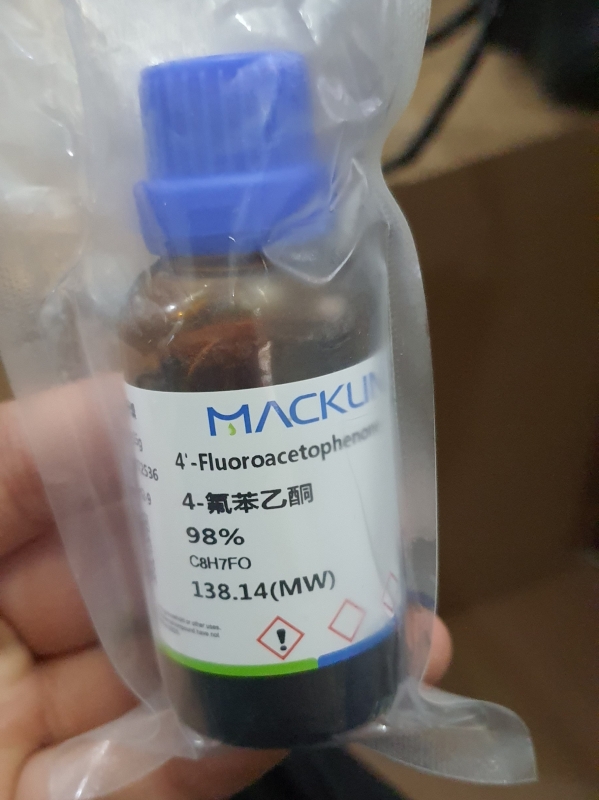 MACKUN
4'-Fluoroacetophenone
4-氟苯乙酮
98%
C8H7FO
138.14(MW)